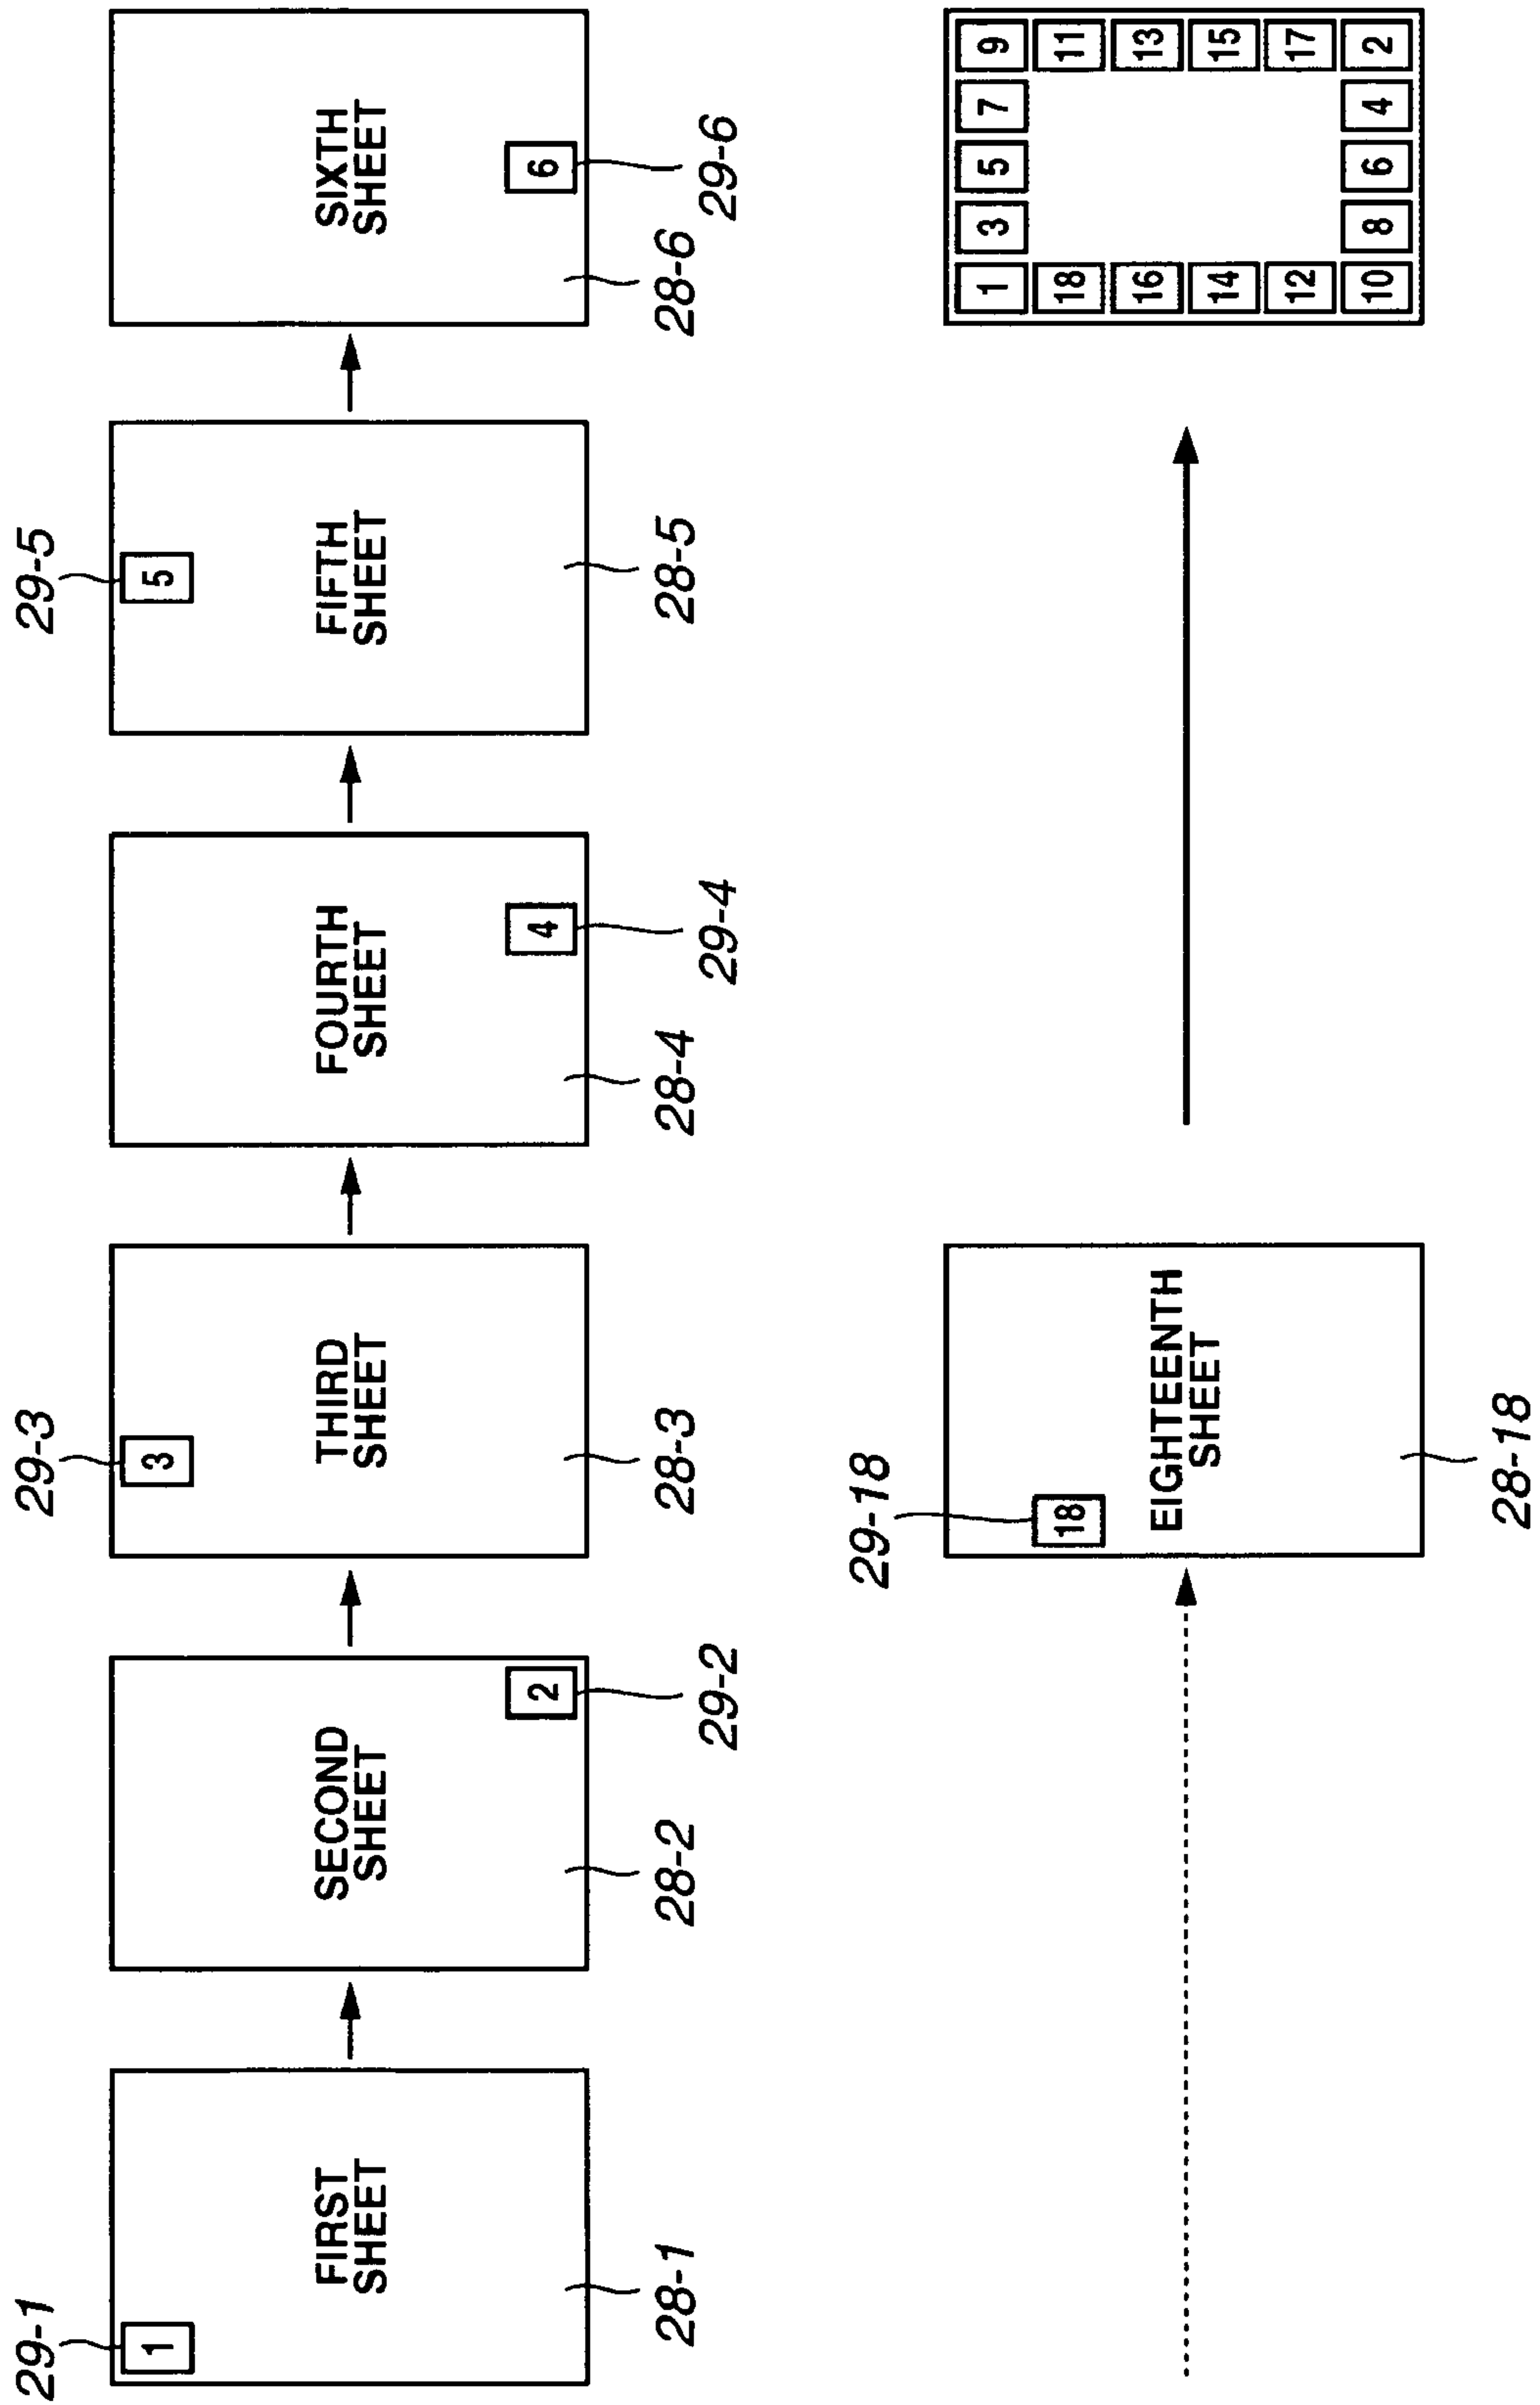 29-1
29-3
29-5
1
3
5
FIRST
SHEET
SECOND
SHEET
THIRD
SHEET
FOURTH
SHEET
FIFTH
SHEET
SIXTH
SHEET
2
4
6
28-1
28-2
29-2
28-3
28-4
29-4
28-5
28-6
29-6
29-18
18
EIGHTEENTH
SHEET
28-18
1 3 5 7 9
18 11
16 13
14 15
12 17
10 8 6 4 2